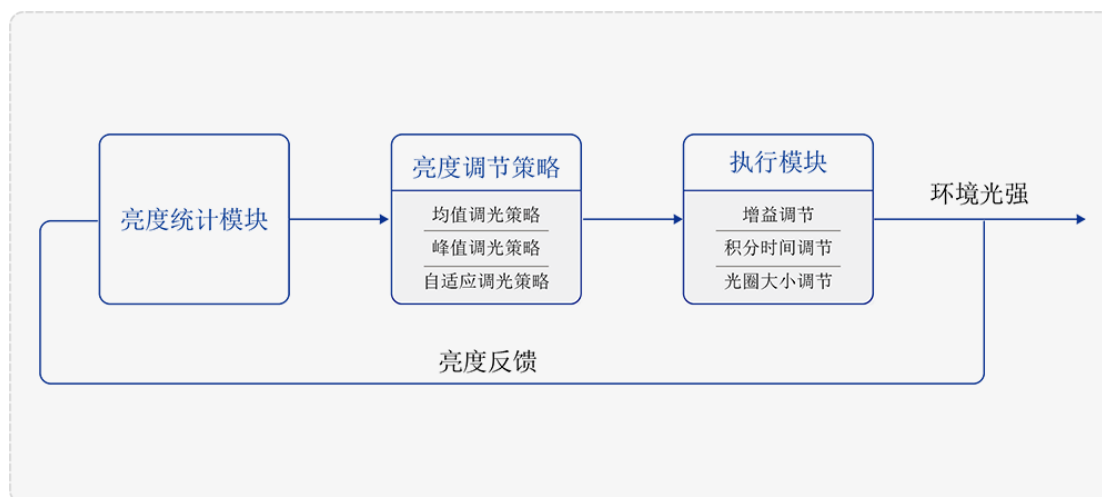 亮度统计模块
亮度调节策略
均值调光策略
峰值调光策略
自适应调光策略
执行模块
增益调节
积分时间调节
光圈大小调节
环境光强
亮度反馈